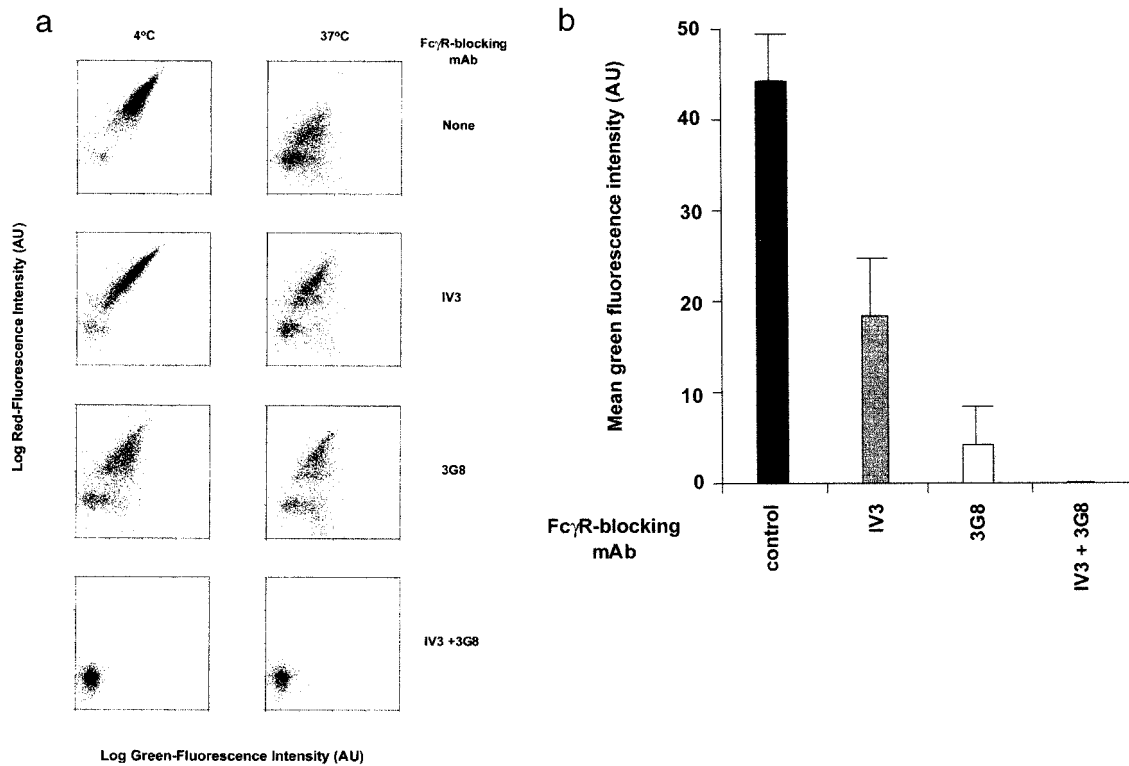 a
4°C
37°C
FcγR-blocking
mAb
None
IV3
3G8
IV3 +3G8
Log Red-Fluorescence Intensity (AU)
Log Green-Fluorescence Intensity (AU)
b
Mean green fluorescence intensity (AU)
50
40
30
20
10
0
FcγR-blocking
mAb
control
IV3
3G8
IV3 + 3G8